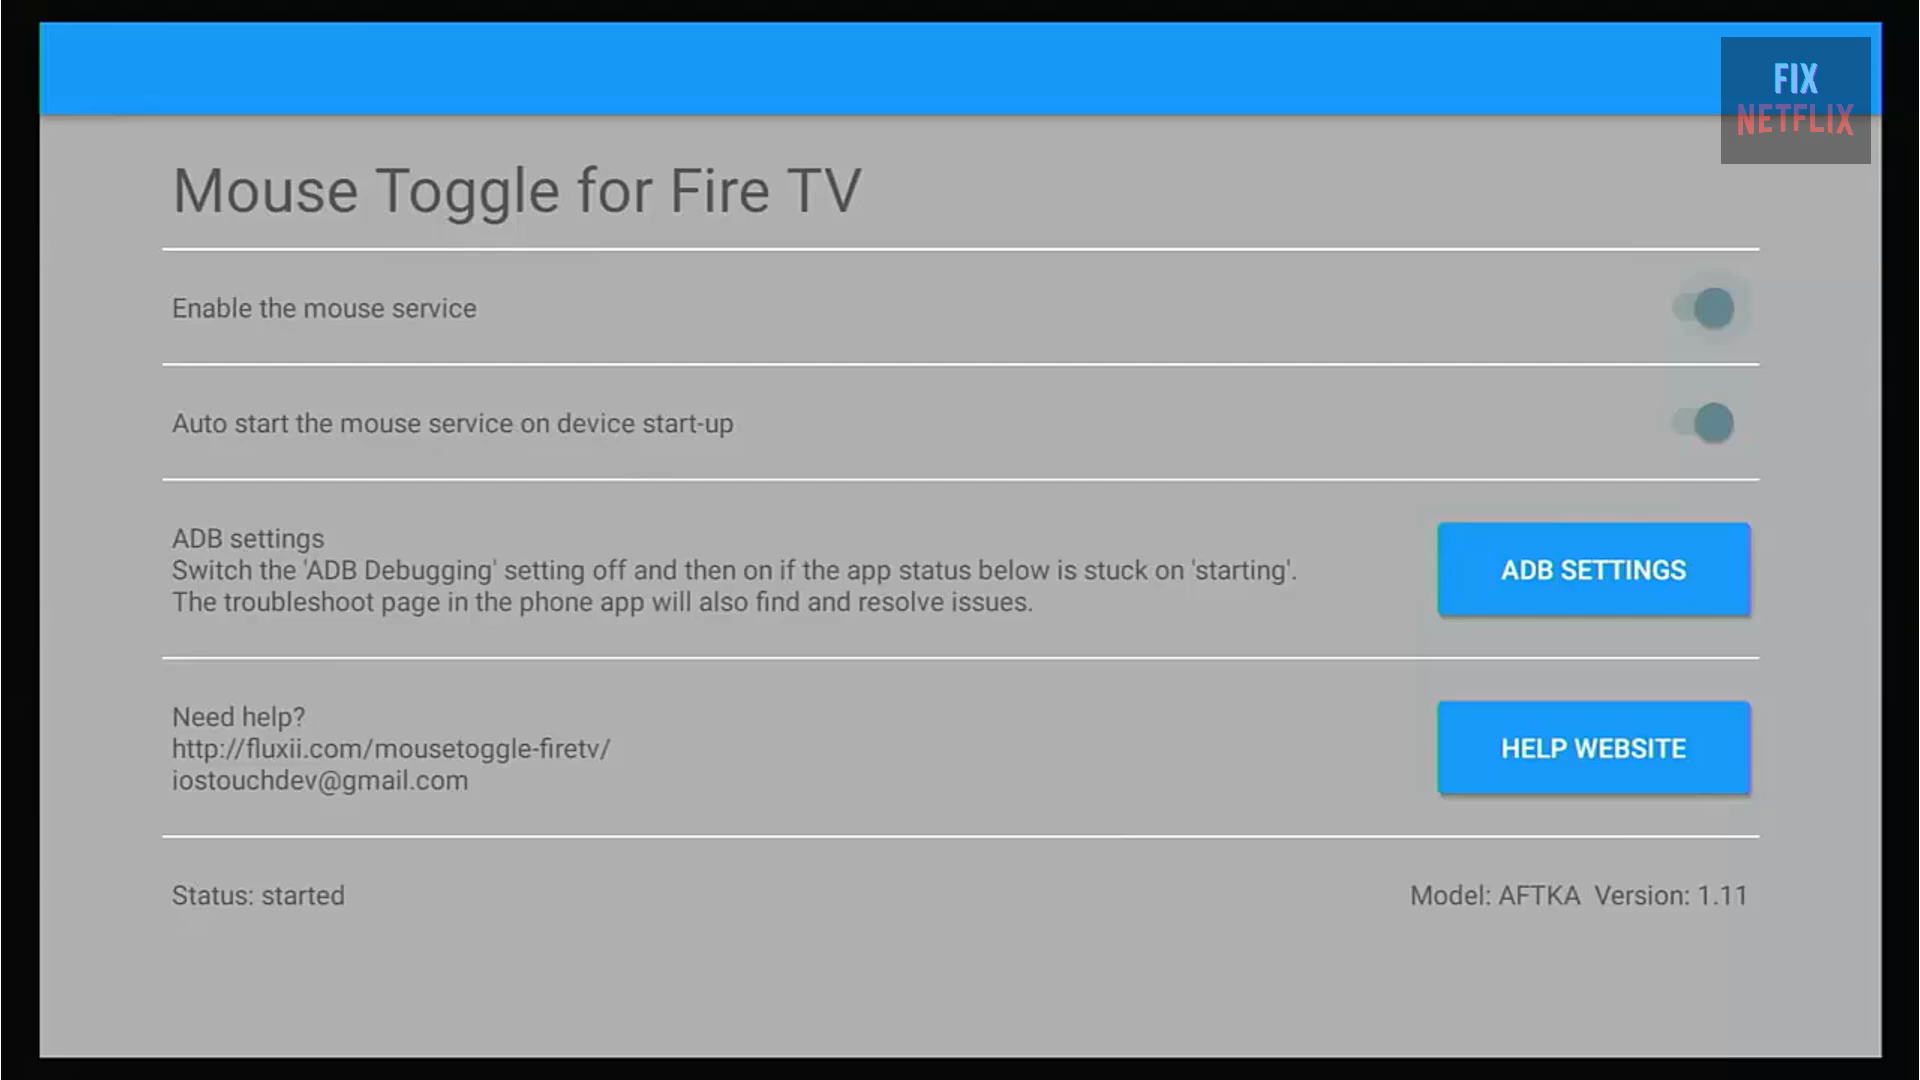 FIX
NETFLIX
Mouse Toggle for Fire TV
Enable the mouse service
Auto start the mouse service on device start-up
ADB settings
Switch the 'ADB Debugging' setting off and then on if the app status below is stuck on 'starting'.
The troubleshoot page in the phone app will also find and resolve issues.
ADB SETTINGS
Need help?
http://fluxii.com/mousetoggle-firetv/
iostouchdev@gmail.com
HELP WEBSITE
Status: started
Model: AFTKA Version: 1.11